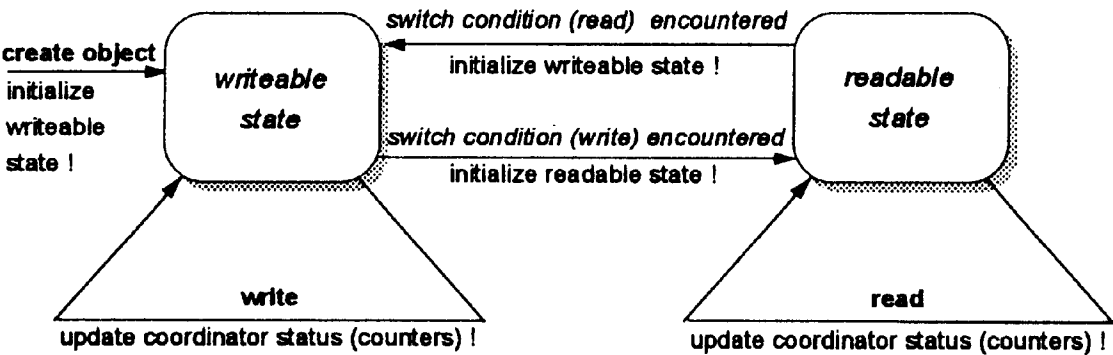 switch condition (read) encountered
create object
initialize writeable state !
writeable
state
readable
state
initialize
writeable
state !
switch condition (write) encountered
initialize readable state !
write
read
update coordinator status (counters) !
update coordinator status (counters) !